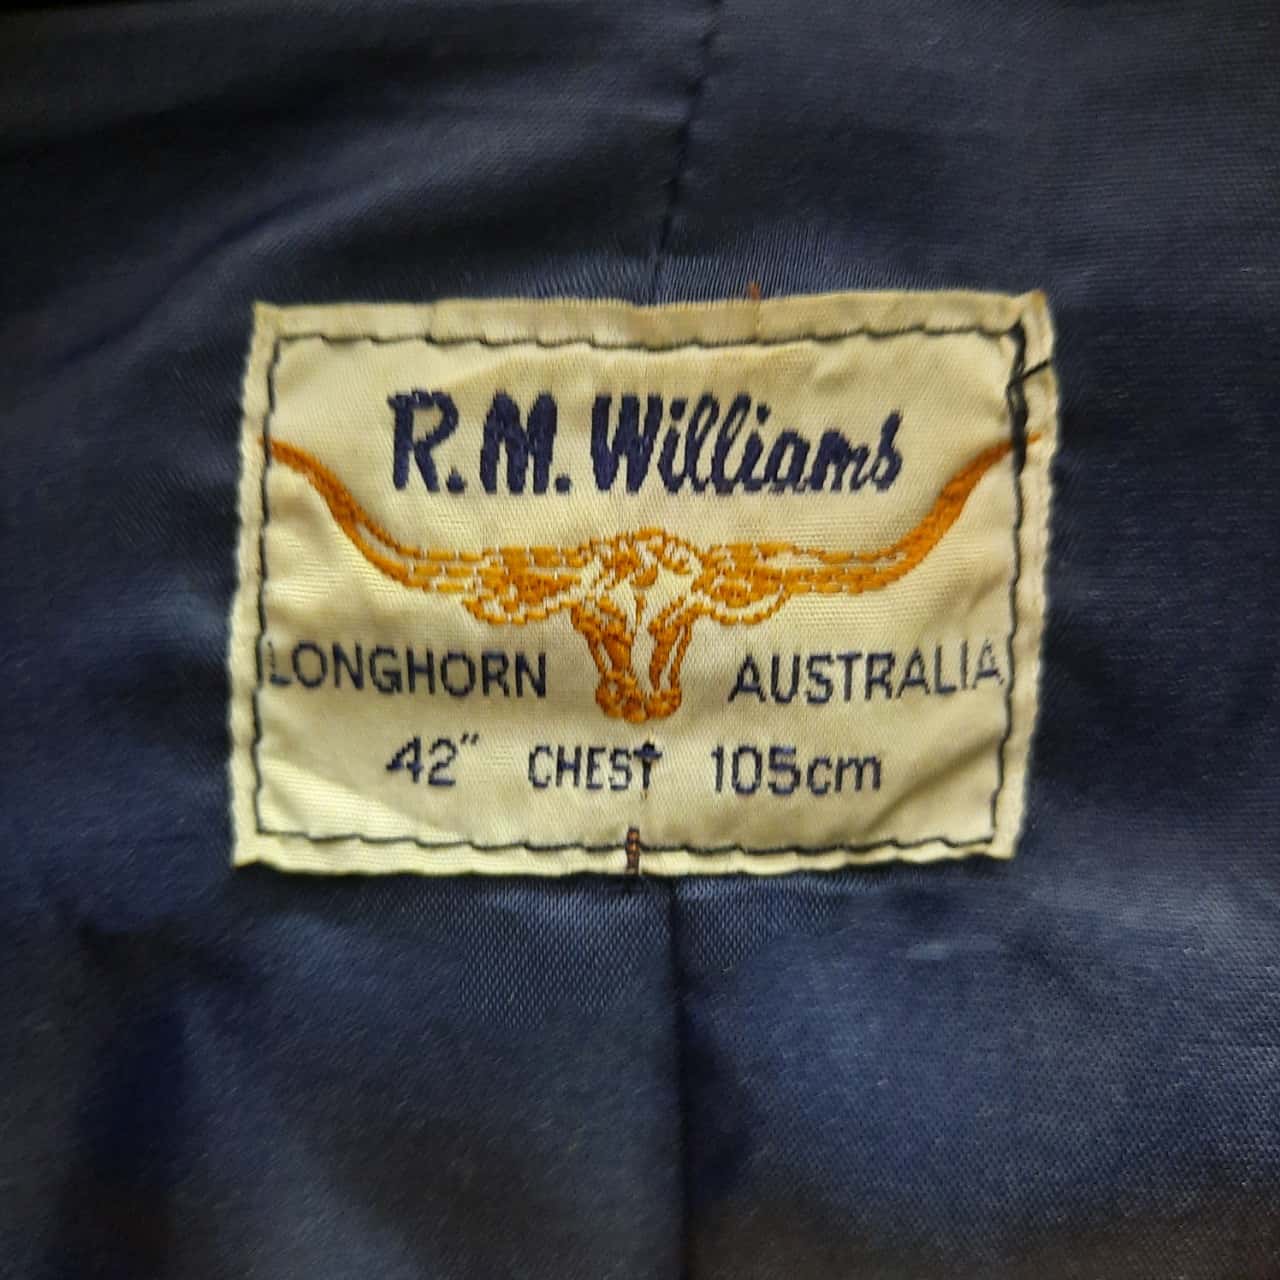 R.M. Williams
LONGHORN AUSTRALIA
42" CHEST 105cm